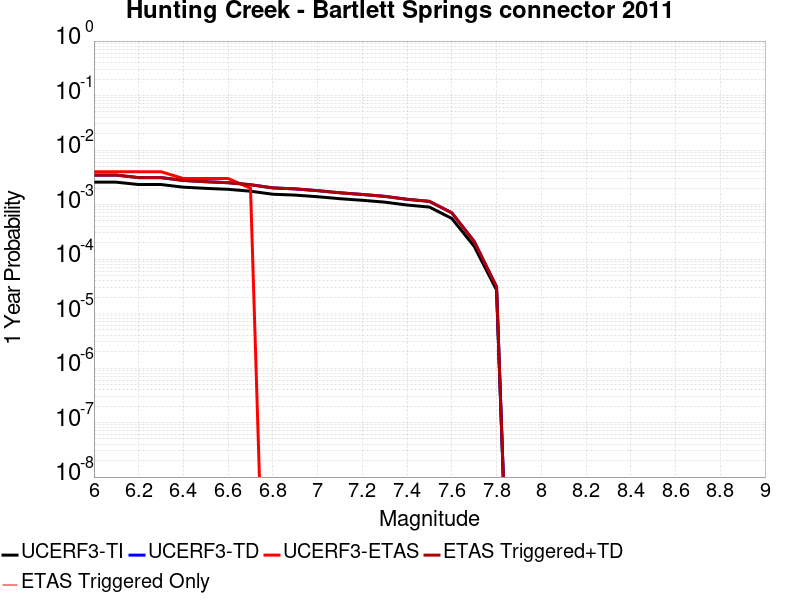 Hunting Creek - Bartlett Springs connector 2011
10^0
10^-1
10^-2
10^-3
10^-4
10^-5
10^-6
10^-7
10^-8
1 Year Probability
6 6.2 6.4 6.6 6.8 7 7.2 7.4 7.6 7.8 8 8.2 8.4 8.6 8.8 9
Magnitude
UCERF3-TI UCERF3-TD UCERF3-ETAS ETAS Triggered+TD
ETAS Triggered Only